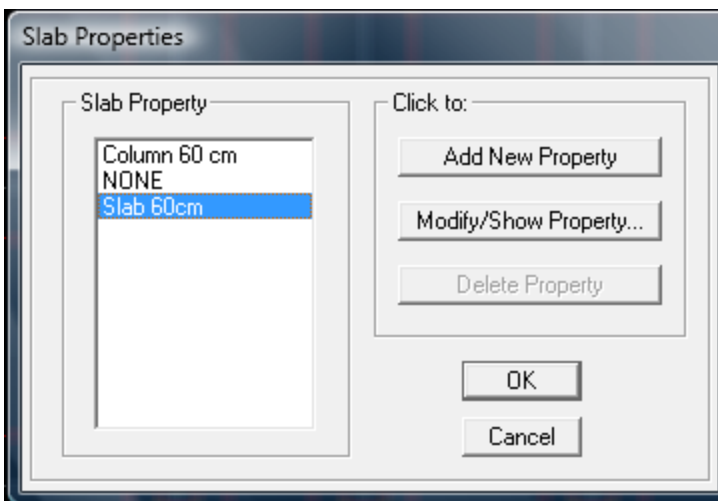 Slab Properties
Slab Property
Column 60 cm
NONE
Slab 60cm
Click to:
Add New Property
Modify/Show Property...
Delete Property
OK
Cancel